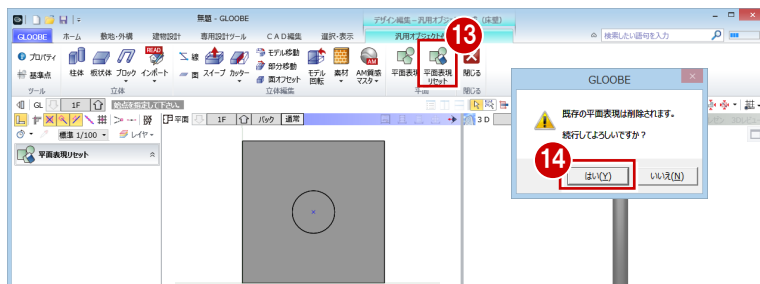 無題 - GLOOBE
デザイン編集 - 汎用オブジ
(床壁)
GLOOBE ホーム 敷地・外構 建物設計 専用設計ツール CAD編集 選択・表示 汎用オブジェクト
検索したい語句を入力
13
プロパティ
基準点
ツール
柱体 板状体 ブロック インポート
READ
線
面
スイープ カッター
立体
モデル移動
部分移動
面オフセット
モデル回転
素材
AM質感マスター
立体編集
平面表現 平面表現リセット
平面
閉じる
閉じる
GL 1F 始点を指定して下さい
標準 1/100 レイヤ
平面 1F バック 通常
3D
平面表現リセット
GLOOBE
既存の平面表現は削除されます。
続行してよろしいですか？
14
はい(Y) いいえ(N)